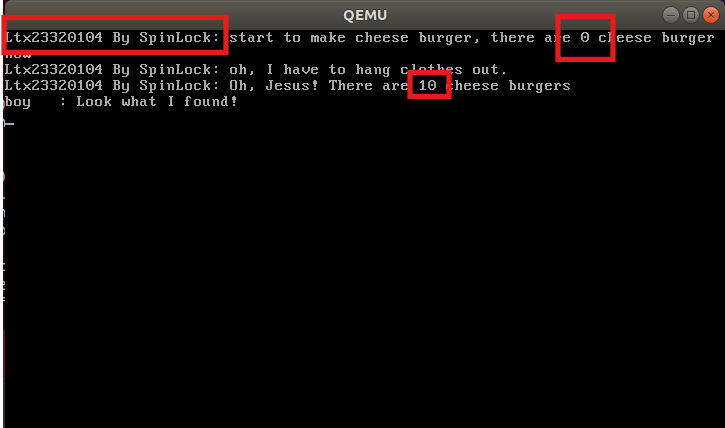 QEMU
Ltx23320104 By SpinLock: start to make cheese burger, there are 0 cheese burger
now
Ltx23320104 By SpinLock: oh, I have to hang clothes out.
Ltx23320104 By SpinLock: Oh, Jesus! There are 10 cheese burgers
boy : Look what I found!